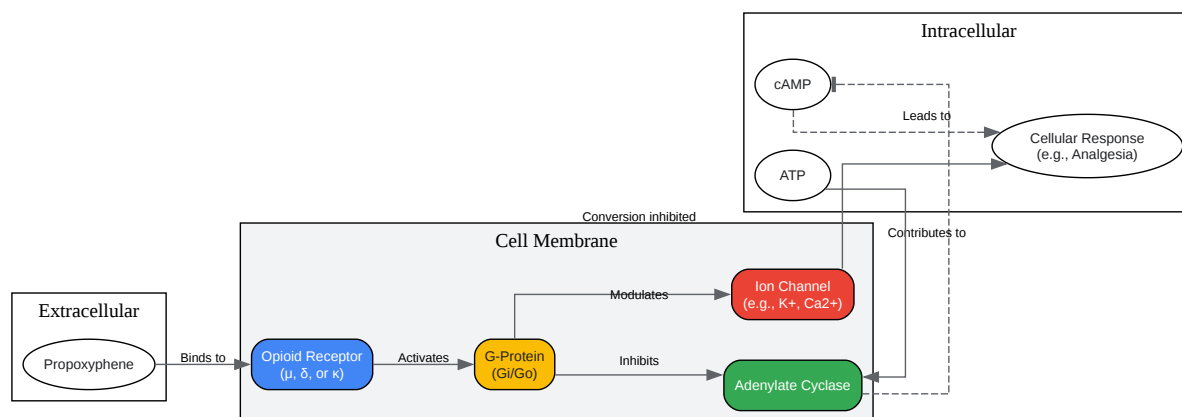 Intracellular
cAMP
Leads to
Cellular Response
(e.g., Analgesia)
ATP
Conversion inhibited
Contributes to
Cell Membrane
Ion Channel
(e.g., K+, Ca2+)
Modulates
Extracellular
Propoxyphene
Binds to
Opioid Receptor
(μ, δ, or κ)
Activates
G-Protein
(Gi/Go)
Inhibits
Adenylate Cyclase